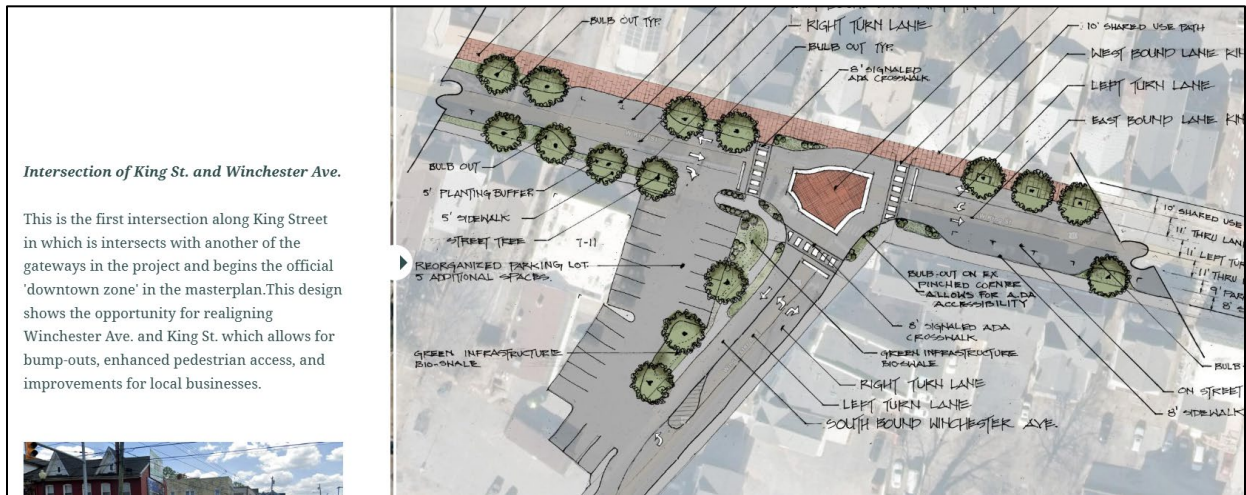 Intersection of King St. and Winchester Ave.
This is the first intersection along King Street
in which is intersects with another of the
gateways in the project and begins the official
'downtown zone' in the masterplan.This design
shows the opportunity for realigning
Winchester Ave. and King St. which allows for
bump-outs, enhanced pedestrian access, and
improvements for local businesses.
BULB OUT TYP.
RIGHT TURN LANE
BULB OUT TYP.
8' SIGNALED
ADA CROSSWALK
10' SHARED USE PATH
WEST BOUND LANE
LEFT TURN LANE
EAST BOUND LANE
BULB OUT
5' PLANTING BUFFER
5' SIDEWALK
STREET TREE
7-11
REORGANIZED PARKING LOT.
5 ADDITIONAL SPACES.
GREEN INFRASTRUCTURE
BIO-SWALE
BULB-OUT ON EX.
PINCHED CORNER
ALLOWS FOR ADA
ACCESSIBILITY
8' SIGNALED ADA
CROSSWALK
GREEN INFRASTRUCTURE
BIOSWALE
RIGHT TURN LANE
LEFT TURN LANE
SOUTH BOUND WINCHESTER AVE.
10' SHARED USE
11' THRU LAN
11' LEFT TU
11' THRU
9' PAR
8' S
BULB
ON STREET
8' SIDEWALK